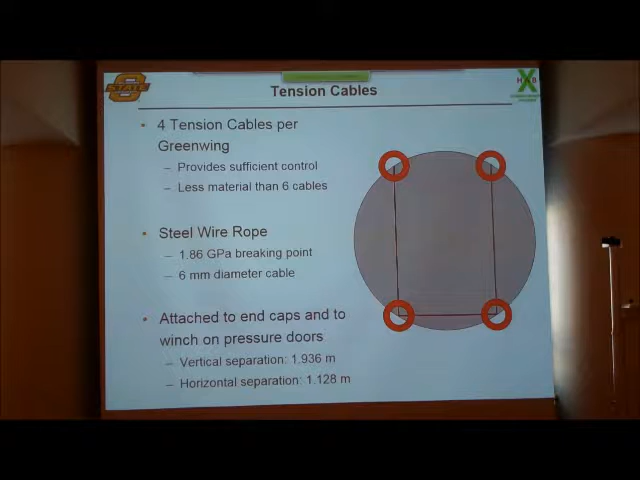 STATE
Tension Cables
X
H B
• 4 Tension Cables per
Greenwing
– Provides sufficient control
– Less material than 6 cables
• Steel Wire Rope
– 1.86 GPa breaking point
– 6 mm diameter cable
• Attached to end caps and to
winch on pressure doors
– Vertical separation: 1.936 m
– Horizontal separation: 1.128 m